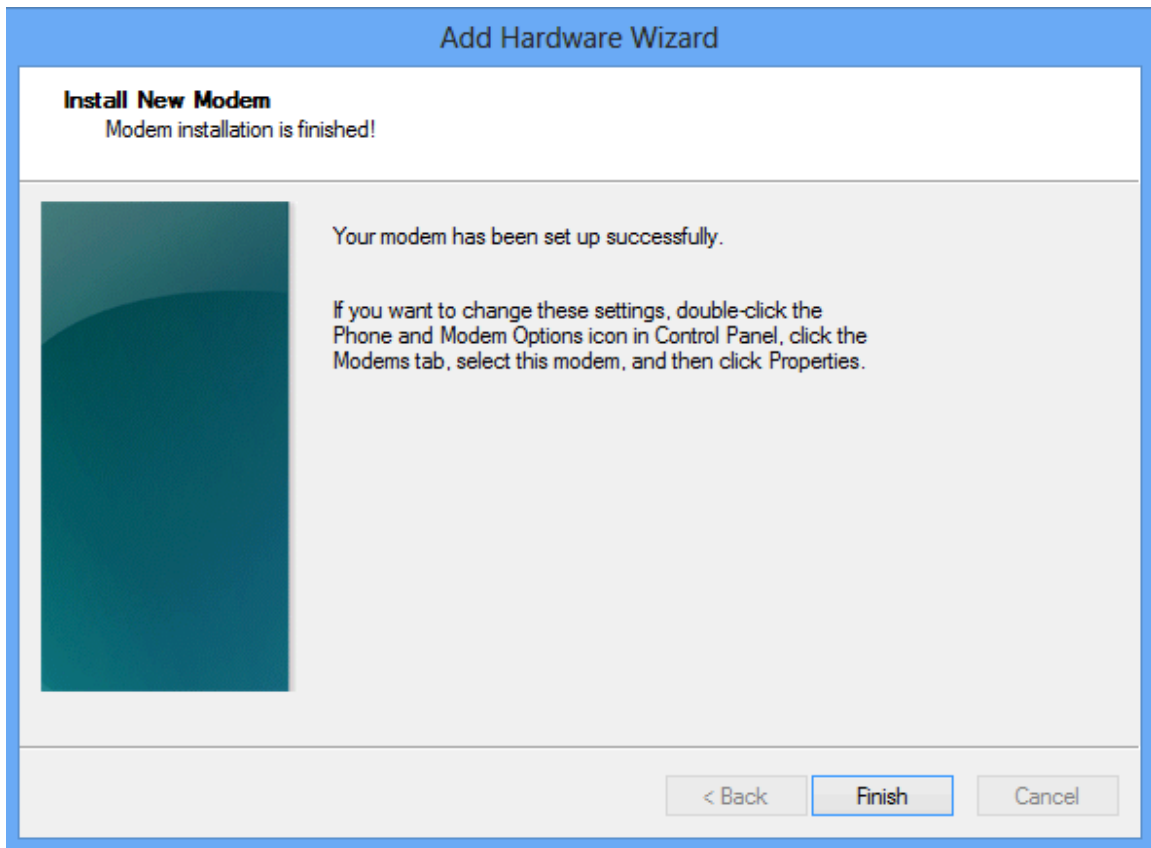 Add Hardware Wizard
Install New Modem
Modem installation is finished!
Your modem has been set up successfully.
If you want to change these settings, double-click the
Phone and Modem Options icon in Control Panel, click the
Modems tab, select this modem, and then click Properties.
< Back
Finish
Cancel